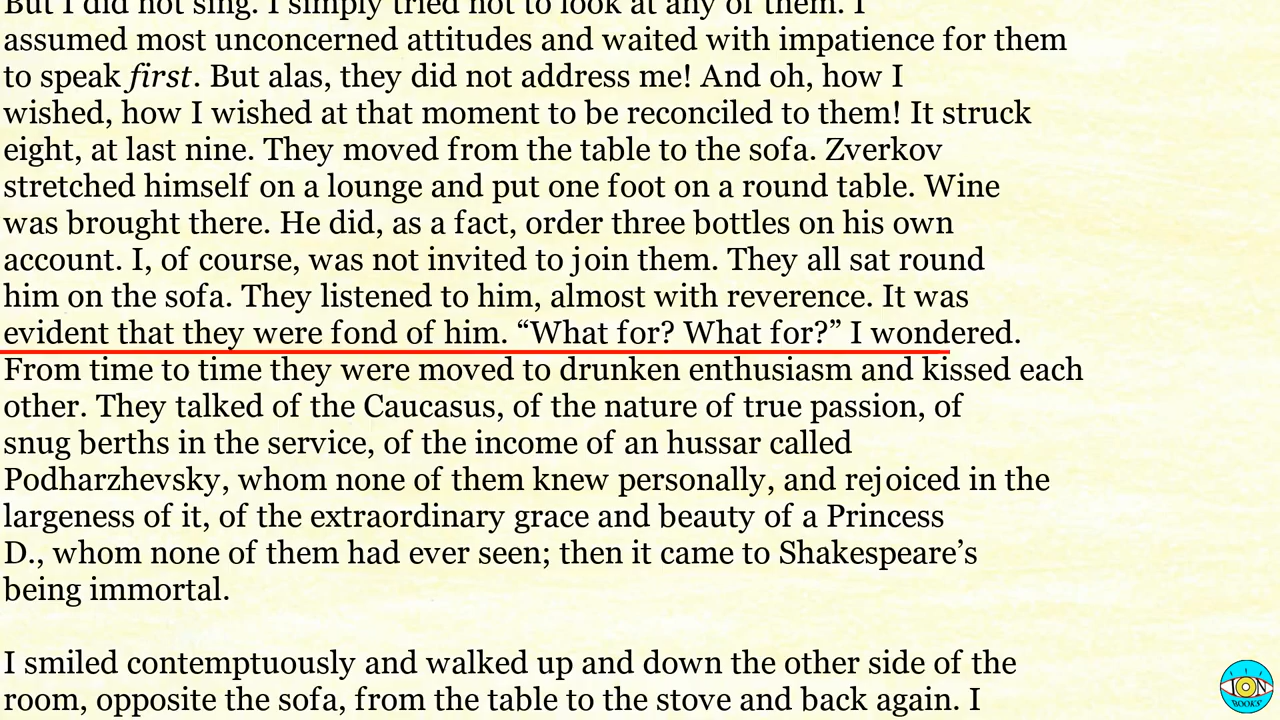 But I did not sing. I simply tried not to look at any of them. I
assumed most unconcerned attitudes and waited with impatience for them
to speak first. But alas, they did not address me! And oh, how I
wished, how I wished at that moment to be reconciled to them! It struck
eight, at last nine. They moved from the table to the sofa. Zverkov
stretched himself on a lounge and put one foot on a round table. Wine
was brought there. He did, as a fact, order three bottles on his own
account. I, of course, was not invited to join them. They all sat round
him on the sofa. They listened to him, almost with reverence. It was
evident that they were fond of him. “What for? What for?” I wondered.
From time to time they were moved to drunken enthusiasm and kissed each
other. They talked of the Caucasus, of the nature of true passion, of
snug berths in the service, of the income of an hussar called
Podharzhevsky, whom none of them knew personally, and rejoiced in the
largeness of it, of the extraordinary grace and beauty of a Princess
D., whom none of them had ever seen; then it came to Shakespeare’s
being immortal.
I smiled contemptuously and walked up and down the other side of the
room, opposite the sofa, from the table to the stove and back again. I
ION
BOOKS